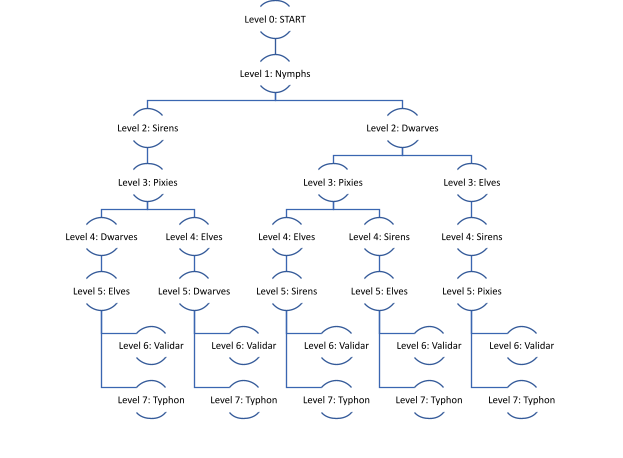 Level 0: START
Level 1: Nymphs
Level 2: Sirens
Level 2: Dwarves
Level 3: Pixies
Level 3: Pixies
Level 3: Elves
Level 4: Dwarves
Level 4: Elves
Level 4: Elves
Level 4: Sirens
Level 4: Sirens
Level 5: Elves
Level 5: Dwarves
Level 5: Sirens
Level 5: Elves
Level 5: Pixies
Level 6: Validar
Level 6: Validar
Level 6: Validar
Level 6: Validar
Level 6: Validar
Level 7: Typhon
Level 7: Typhon
Level 7: Typhon
Level 7: Typhon
Level 7: Typhon